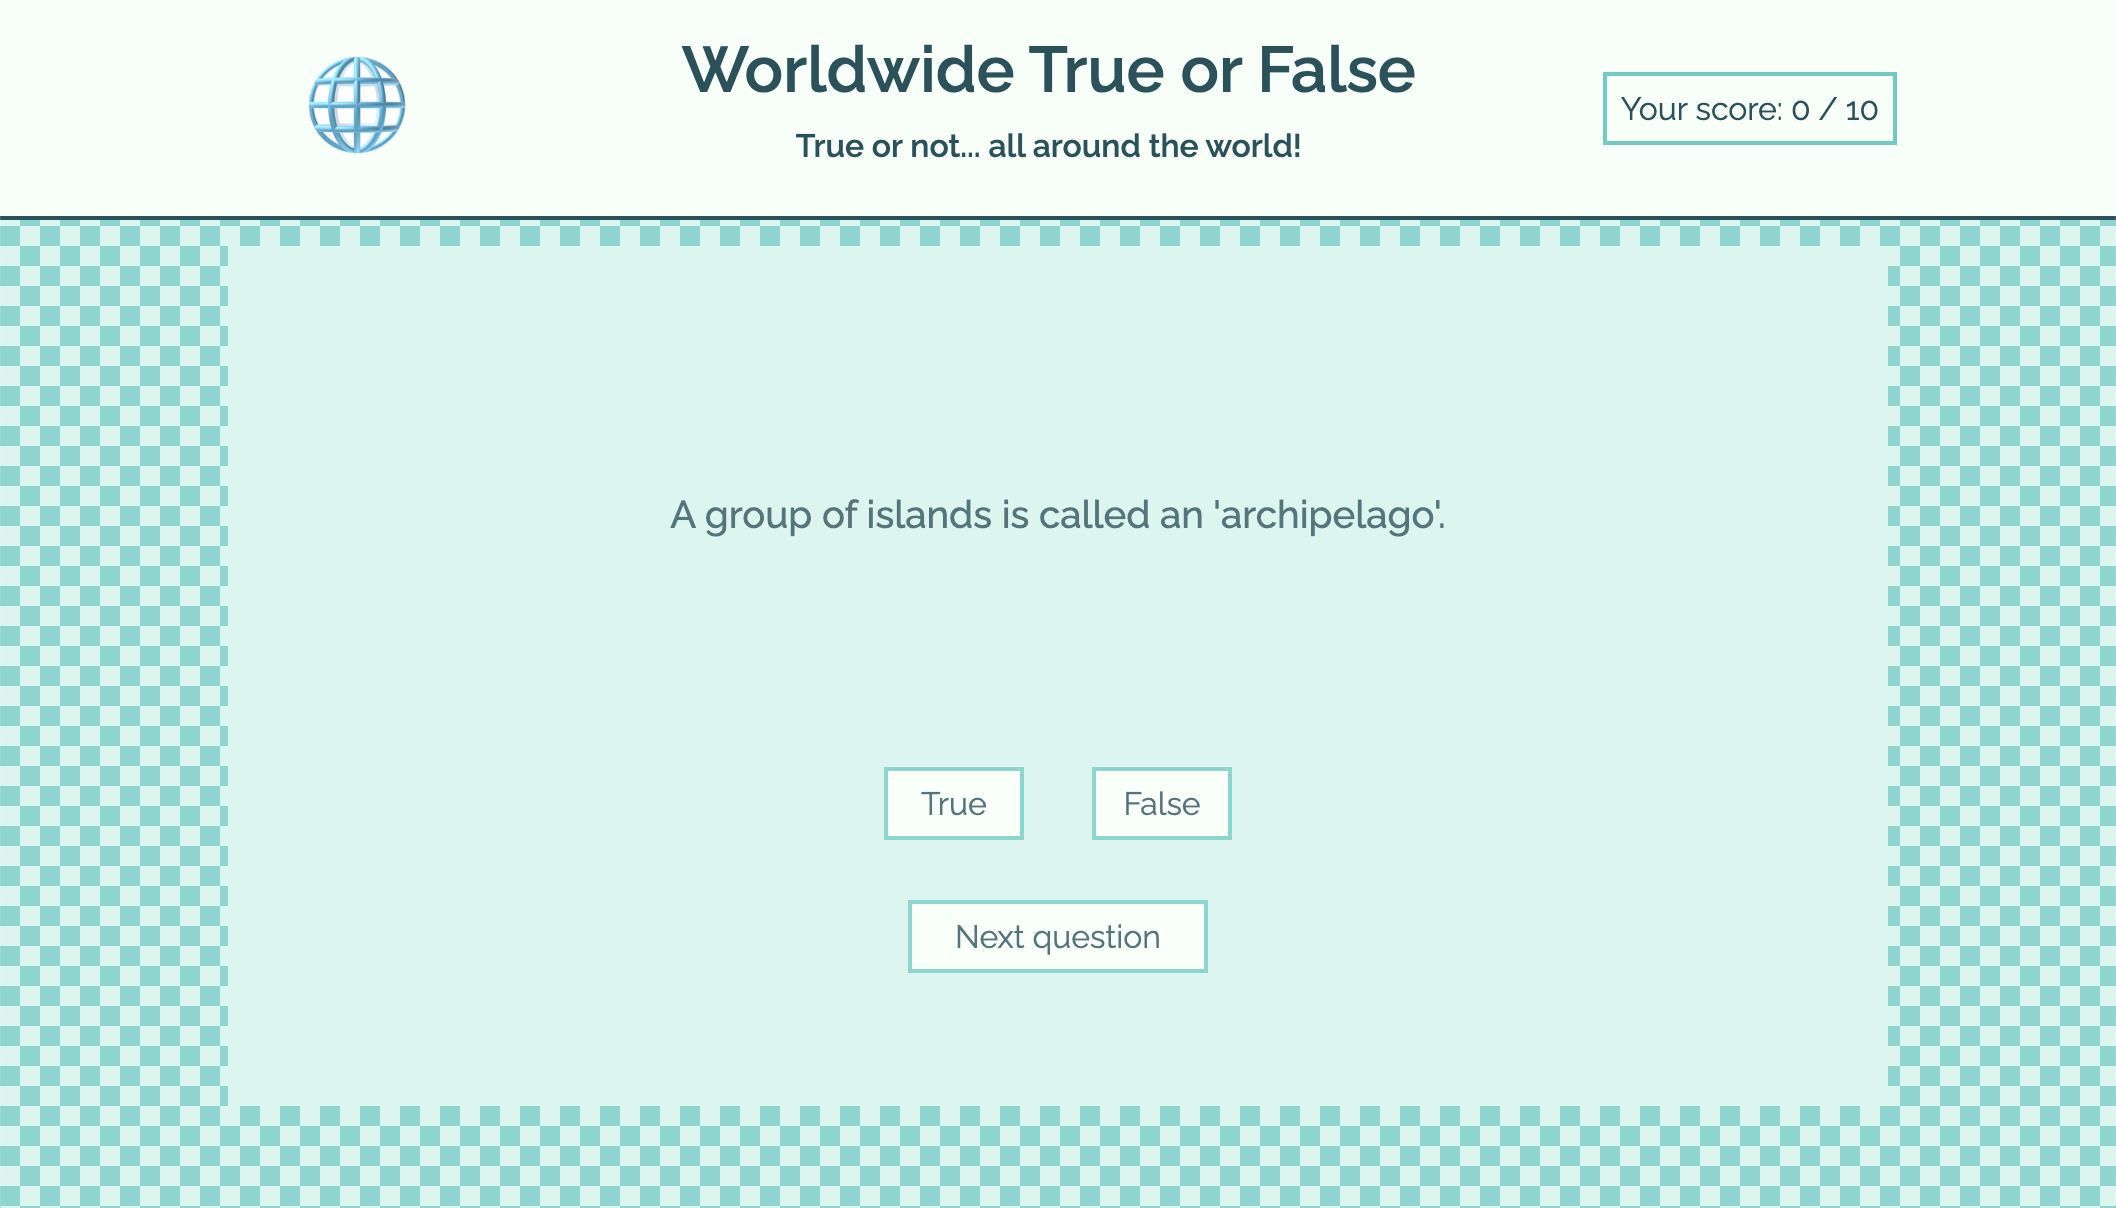 Worldwide True or False
True or not... all around the world!
Your score: 0 / 10
A group of islands is called an 'archipelago'.
True
False
Next question